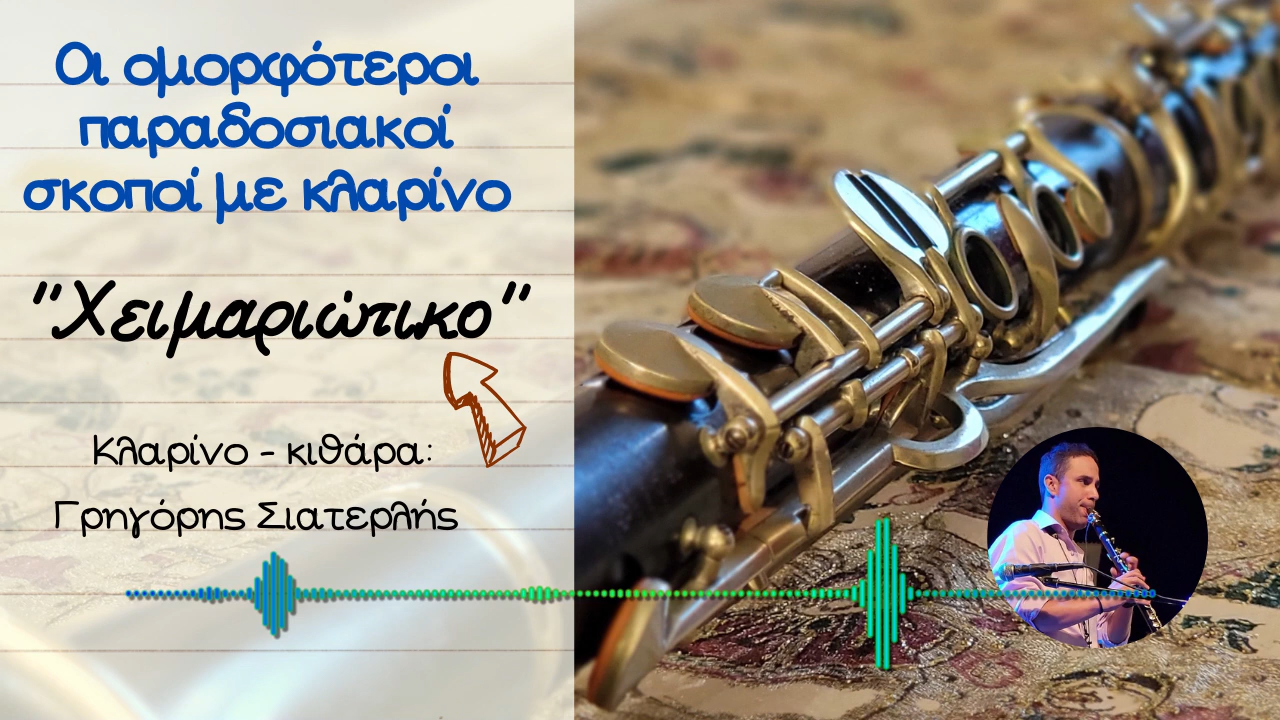 Οι ομορφότεροι
παραδοσιακοί
σκοποί με κλαρίνο
"Χειμαριώτικο"
Κλαρίνο - κιθάρα:
Γρηγόρης Σιατερλής